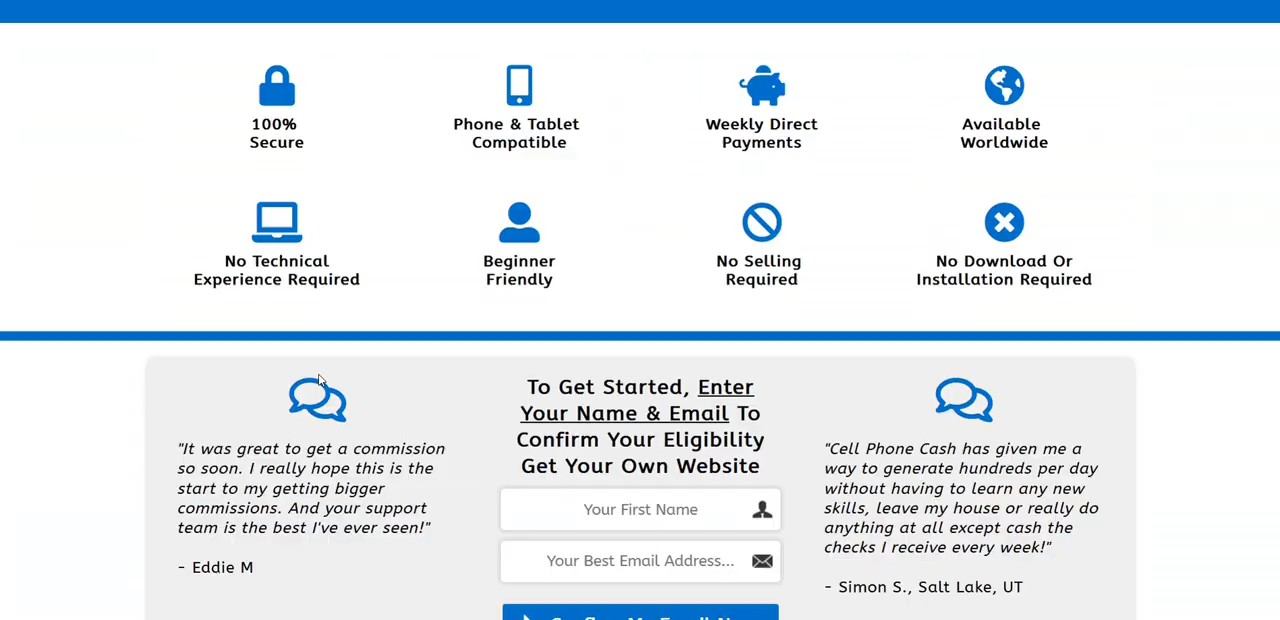 100%
Secure
Phone & Tablet
Compatible
Weekly Direct
Payments
Available
Worldwide
No Technical
Experience Required
Beginner
Friendly
No Selling
Required
No Download Or
Installation Required
"It was great to get a commission
so soon. I really hope this is the
start to my getting bigger
commissions. And your support
team is the best I've ever seen!"
- Eddie M
To Get Started, Enter
Your Name & Email To
Confirm Your Eligibility
Get Your Own Website
Your First Name
Your Best Email Address...
"Cell Phone Cash has given me a
way to generate hundreds per day
without having to learn any new
skills, leave my house or really do
anything at all except cash the
checks I receive every week!"
- Simon S., Salt Lake, UT